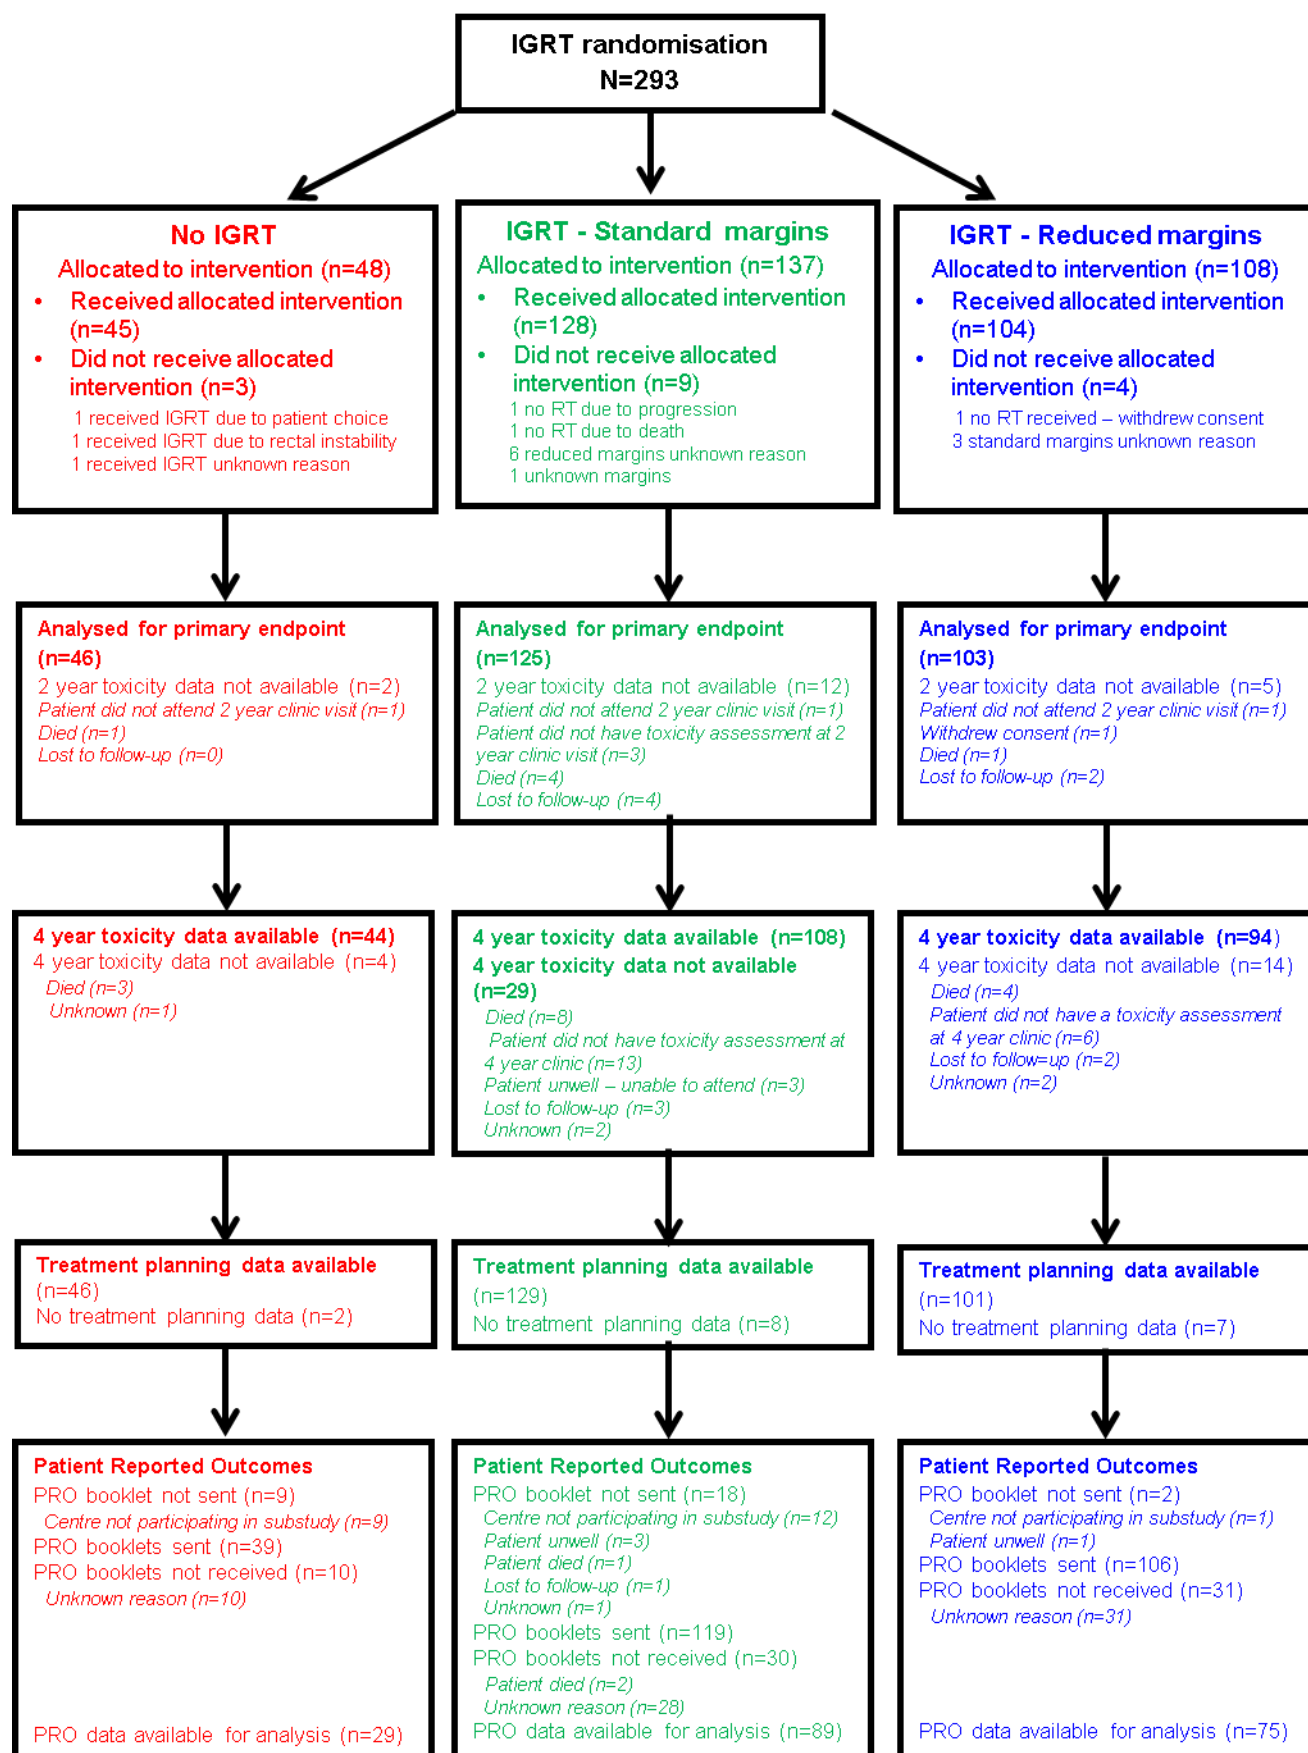 IGRT randomisation
N=293
No IGRT
Allocated to intervention (n=48)
• Received allocated intervention
(n=45)
• Did not receive allocated
intervention (n=3)
1 received IGRT due to patient choice
1 received IGRT due to rectal instability
1 received IGRT unknown reason
IGRT - Standard margins
Allocated to intervention (n=137)
• Received allocated intervention
(n=128)
• Did not receive allocated
intervention (n=9)
1 no RT due to progression
1 no RT due to death
6 reduced margins unknown reason
1 unknown margins
IGRT - Reduced margins
Allocated to intervention (n=108)
• Received allocated intervention
(n=104)
• Did not receive allocated
intervention (n=4)
1 no RT received – withdrew consent
3 standard margins unknown reason
Analysed for primary endpoint
(n=46)
2 year toxicity data not available (n=2)
Patient did not attend 2 year clinic visit (n=1)
Died (n=1)
Lost to follow-up (n=0)
Analysed for primary endpoint
(n=125)
2 year toxicity data not available (n=12)
Patient did not attend 2 year clinic visit (n=1)
Patient did not have toxicity assessment at 2
year clinic visit (n=3)
Died (n=4)
Lost to follow-up (n=4)
Analysed for primary endpoint
(n=103)
2 year toxicity data not available (n=5)
Patient did not attend 2 year clinic visit (n=1)
Withdrew consent (n=1)
Died (n=1)
Lost to follow-up (n=2)
4 year toxicity data available (n=44)
4 year toxicity data not available (n=4)
Died (n=3)
Unknown (n=1)
4 year toxicity data available (n=108)
4 year toxicity data not available
(n=29)
Died (n=8)
Patient did not have toxicity assessment at
4 year clinic (n=13)
Patient unwell – unable to attend (n=3)
Lost to follow-up (n=3)
Unknown (n=2)
4 year toxicity data available (n=94)
4 year toxicity data not available (n=14)
Died (n=4)
Patient did not have a toxicity assessment
at 4 year clinic (n=6)
Lost to follow=up (n=2)
Unknown (n=2)
Treatment planning data available
(n=46)
No treatment planning data (n=2)
Treatment planning data available
(n=129)
No treatment planning data (n=8)
Treatment planning data available
(n=101)
No treatment planning data (n=7)
Patient Reported Outcomes
PRO booklet not sent (n=9)
Centre not participating in substudy (n=9)
PRO booklets sent (n=39)
PRO booklets not received (n=10)
Unknown reason (n=10)
PRO data available for analysis (n=29)
Patient Reported Outcomes
PRO booklet not sent (n=18)
Centre not participating in substudy (n=12)
Patient unwell (n=3)
Patient died (n=1)
Lost to follow-up (n=1)
Unknown (n=1)
PRO booklets sent (n=119)
PRO booklets not received (n=30)
Patient died (n=2)
Unknown reason (n=28)
PRO data available for analysis (n=89)
Patient Reported Outcomes
PRO booklet not sent (n=2)
Centre not participating in substudy (n=1)
Patient unwell (n=1)
PRO booklets sent (n=106)
PRO booklets not received (n=31)
Unknown reason (n=31)
PRO data available for analysis (n=75)